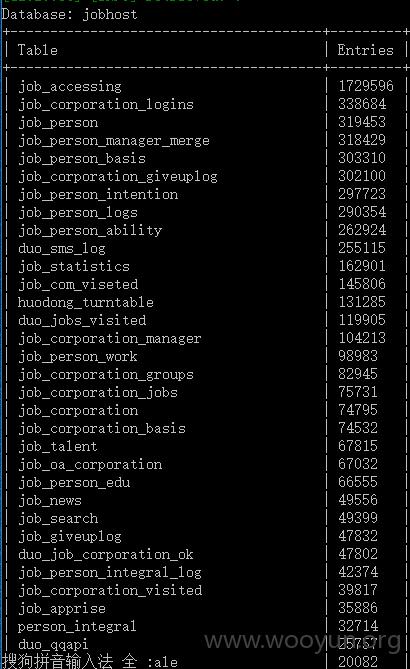 Database: jobhost
| Table | Entries |
| job_accessing | 1729596 |
| job_corporation_logins | 338684 |
| job_person | 319453 |
| job_person_manager_merge | 318429 |
| job_person_basis | 303310 |
| job_corporation_giveuplog | 302100 |
| job_person_intention | 297723 |
| job_person_logs | 290354 |
| job_person_ability | 262924 |
| duo_sms_log | 255115 |
| job_statistics | 162901 |
| job_com_viseted | 145806 |
| huodong_turntable | 131285 |
| duo_jobs_visited | 119905 |
| job_corporation_manager | 104213 |
| job_person_work | 98983 |
| job_corporation_groups | 82945 |
| job_corporation_jobs | 75731 |
| job_corporation | 74795 |
| job_corporation_basis | 74532 |
| job_talent | 67815 |
| job_oa_corporation | 67032 |
| job_person_edu | 66555 |
| job_news | 49556 |
| job_search | 49399 |
| job_giveuplog | 47832 |
| duo_job_corporation_ok | 47802 |
| job_person_integral_log | 42374 |
| job_corporation_visited | 39817 |
| job_apprise | 35886 |
| person_integral | 32714 |
| duo_qqapi | 25757 |
搜狗拼音输入法 全 :ale | 20082
www.wooyun.org